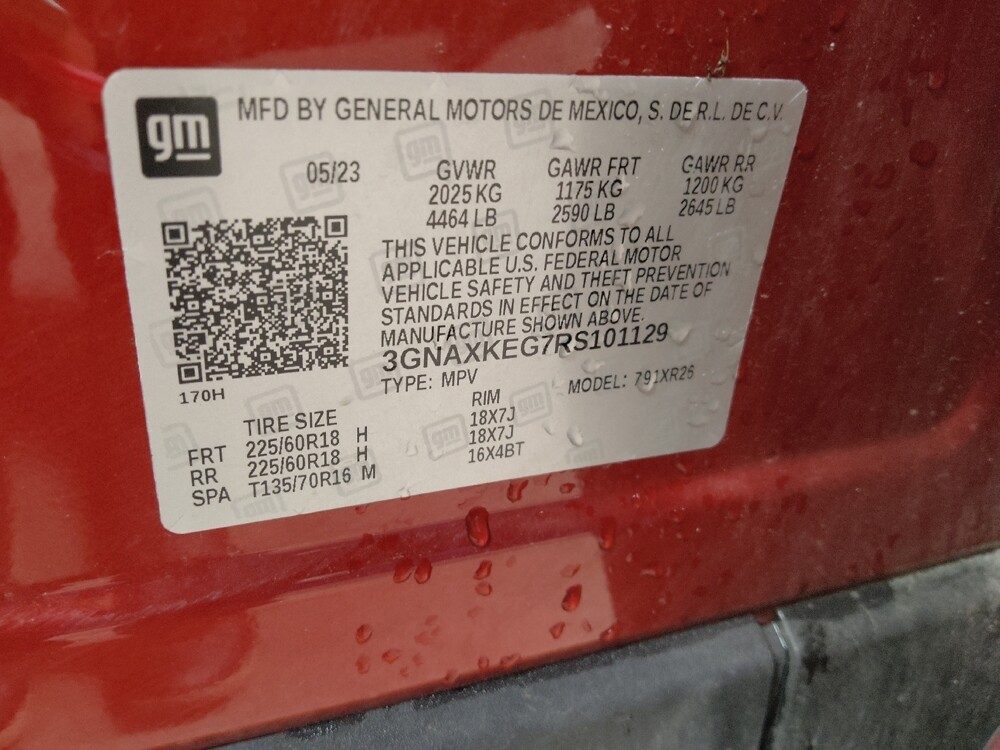 gm
MFD BY GENERAL MOTORS DE MEXICO, S. DE R.L. DE C.V.
05/23 GVWR GAWR FRT GAWR RR
2025 KG 1175 KG 1200 KG
4464 LB 2590 LB 2645 LB
THIS VEHICLE CONFORMS TO ALL
APPLICABLE U.S. FEDERAL MOTOR
VEHICLE SAFETY AND THEFT PREVENTION
STANDARDS IN EFFECT ON THE DATE OF
MANUFACTURE SHOWN ABOVE.
3GNAXKEG7RS101129
TYPE: MPV MODEL: 791XR26
170H
TIRE SIZE RIM
FRT 225/60R18 H 18X7J
RR 225/60R18 H 18X7J
SPA T135/70R16 M 16X4BT